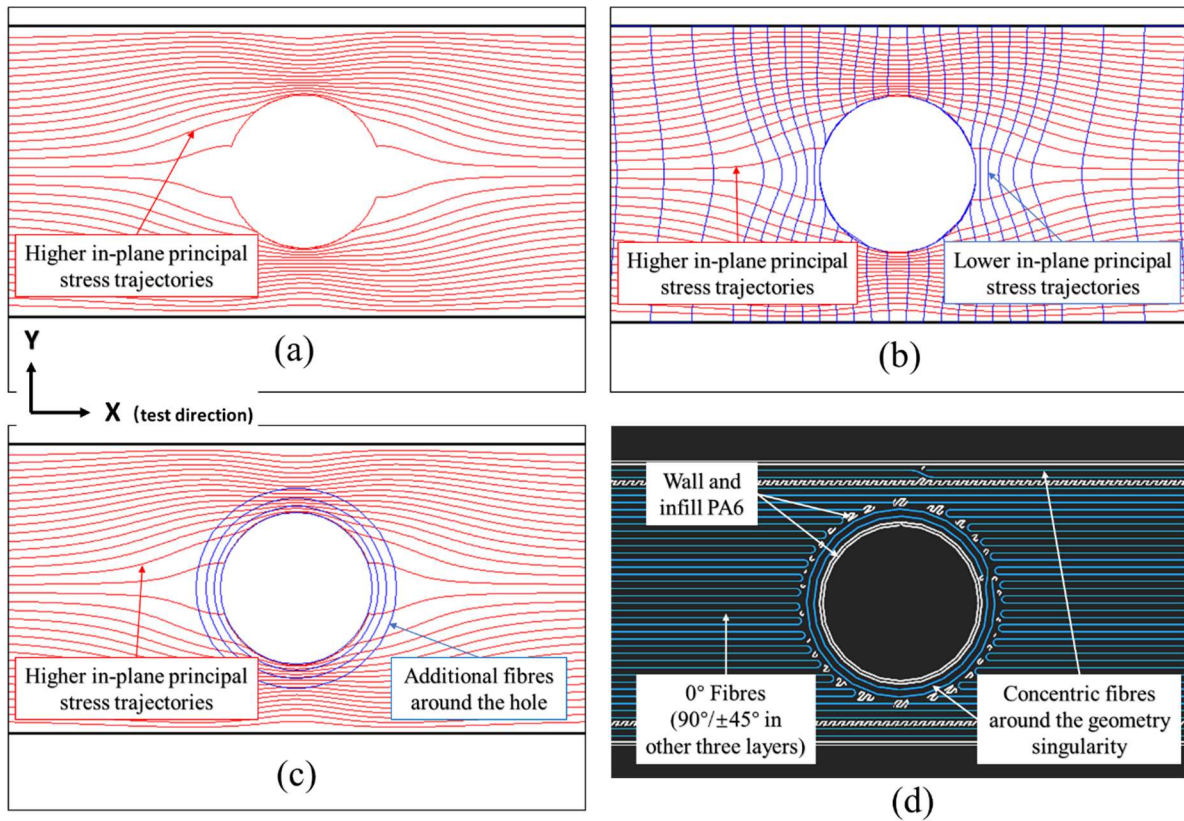 Higher in-plane principal
stress trajectories
(a)
Higher in-plane principal
stress trajectories
Lower in-plane principal
stress trajectories
(b)
Y
X (test direction)
Higher in-plane principal
stress trajectories
Additional fibres
around the hole
(c)
Wall and
infill PA6
0° Fibres
(90°/±45° in
other three layers)
Concentric fibres
around the geometry
singularity
(d)